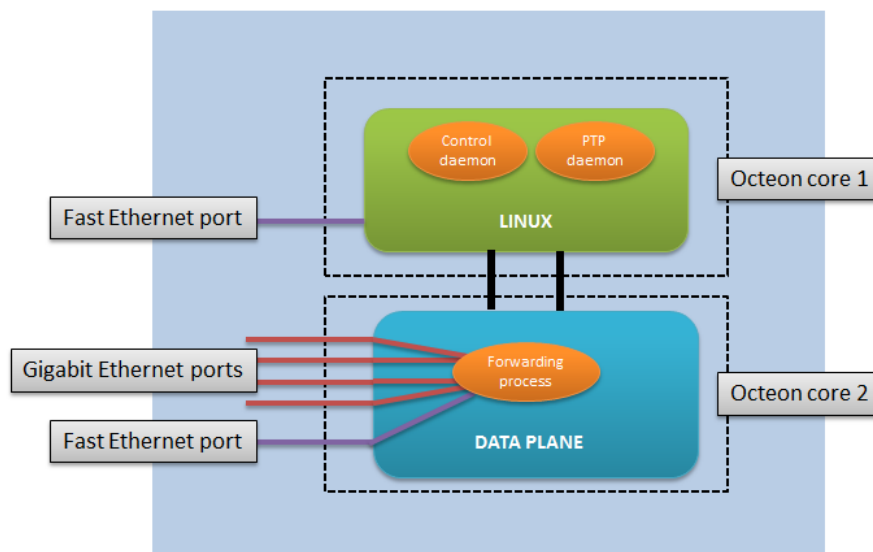 Control
daemon
PTP
daemon
Octeon core 1
Fast Ethernet port
LINUX
Forwarding
process
Gigabit Ethernet ports
Octeon core 2
Fast Ethernet port
DATA PLANE